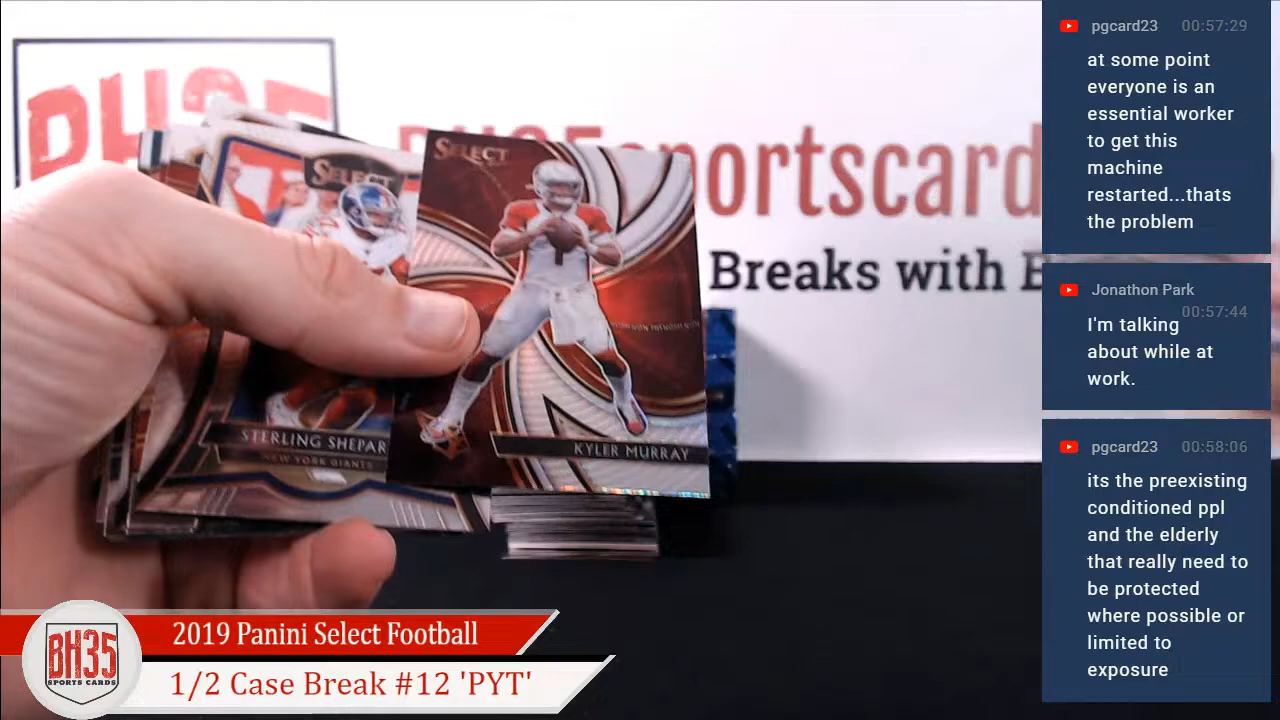 SELECT
SELECT
STERLING SHEPAR
NEW YORK GIANTS
KYLER MURRAY
ortscard
Breaks with
2019 Panini Select Football
1/2 Case Break #12 'PYT'
BH35
SPORTS CARDS
pgcard23 00:57:29
at some point
everyone is an
essential worker
to get this
machine
restarted...thats
the problem
Jonathon Park
00:57:44
I'm talking
about while at
work.
pgcard23 00:58:06
its the preexisting
conditioned ppl
and the elderly
that really need to
be protected
where possible or
limited to
exposure